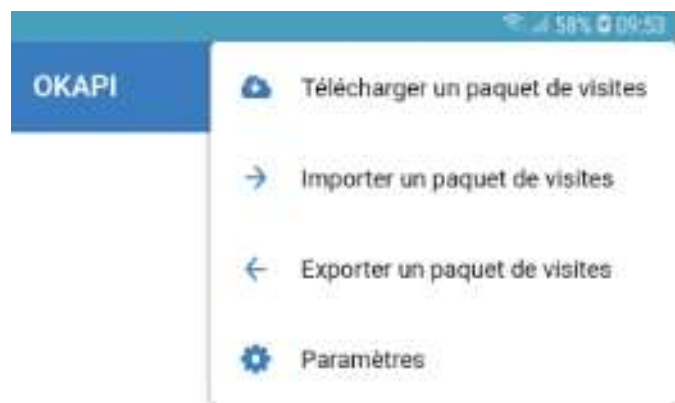 58% 09:53
OKAPI
Télécharger un paquet de visites
Importer un paquet de visites
Exporter un paquet de visites
Paramètres